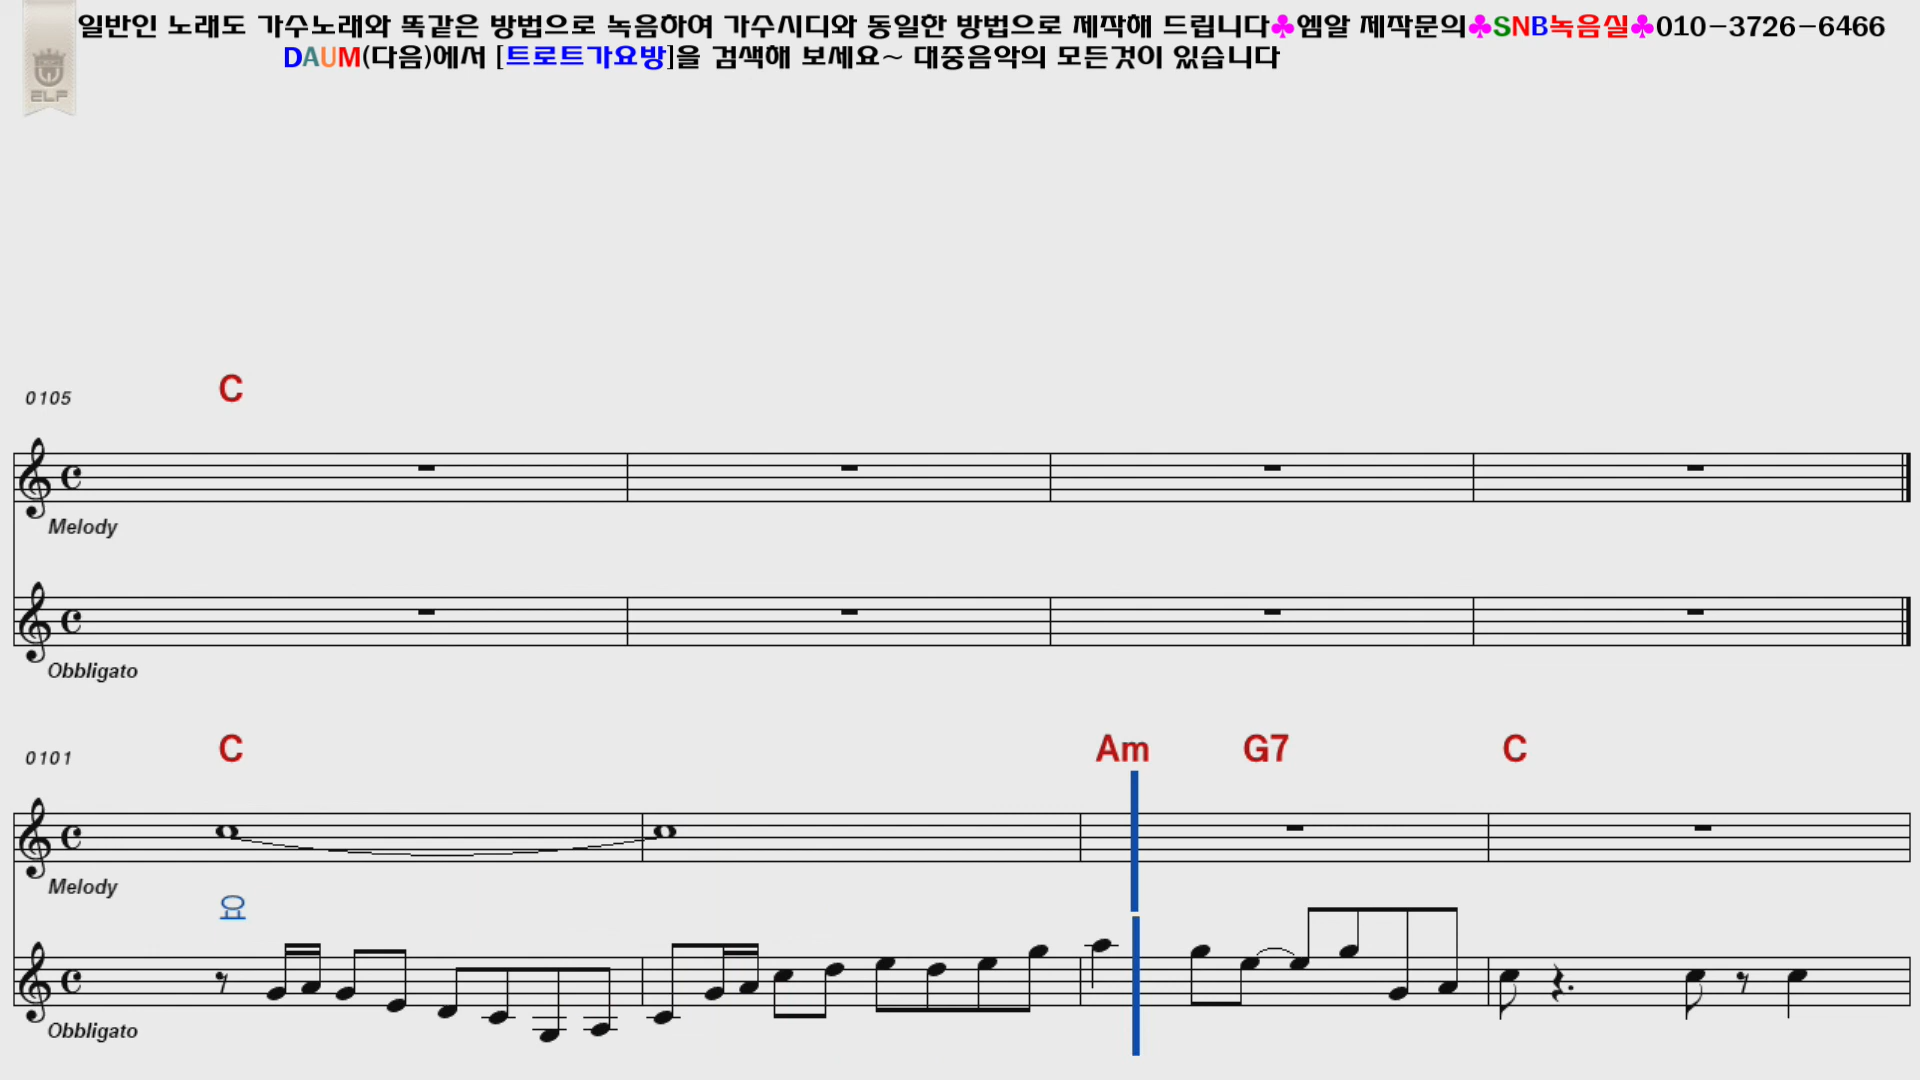 일반인 노래도 가수노래와 똑같은 방법으로 녹음하여 가수시디와 동일한 방법으로 제작해 드립니다♣엠알 제작문의♣SNB녹음실♣010-3726-6466
DAUM(다음)에서 [트로트가요방]을 검색해 보세요~ 대중음악의 모든것이 있습니다
ELF
0105 C
Melody
Obbligato
0101 C Am G7 C
Melody
요
Obbligato